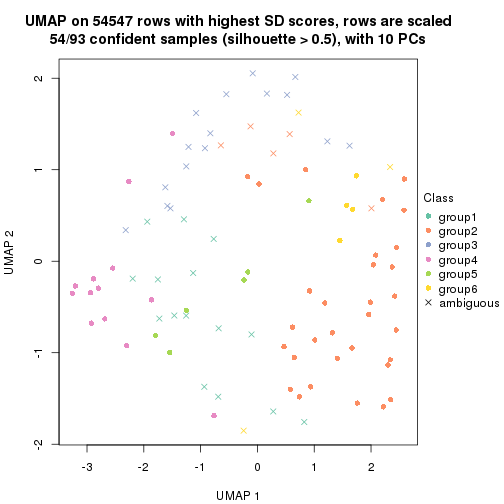 UMAP on 54547 rows with highest SD scores, rows are scaled
54/93 confident samples (silhouette > 0.5), with 10 PCs
UMAP 2
2
1
0
-1
-2
-3
-2
-1
0
1
2
UMAP 1
Class
group1
group2
group3
group4
group5
group6
ambiguous